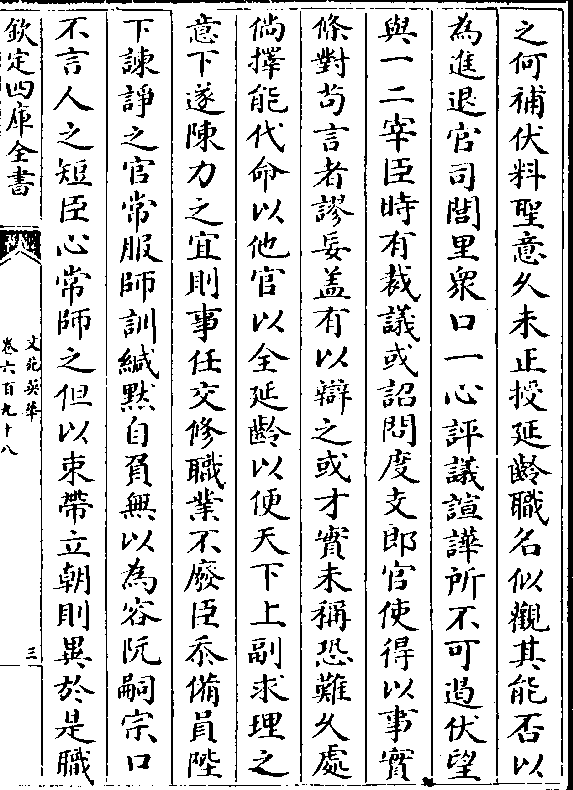 之何補伏料聖意久未正授延齡職名似觀其能否以
為進退官司閭里衆口一心評議諠譁所不可過伏望
與一二宰臣時有裁議或詔問度支郎官使得以事實
條對茍言者謬妄盖有以辯之或才實未稱恐難久處
倘擇能代命以他官以全延齡以便天下上副求理之
意下遂陳力之宜則事任交修職業不廢臣忝備員陛
下諫諍之官常服師訓緘黙自負無以為容阮嗣宗口
不言人之短臣心常師之但以束帶立朝則異於是職
欽定四庫全書
文苑英華
卷六百九十八
三